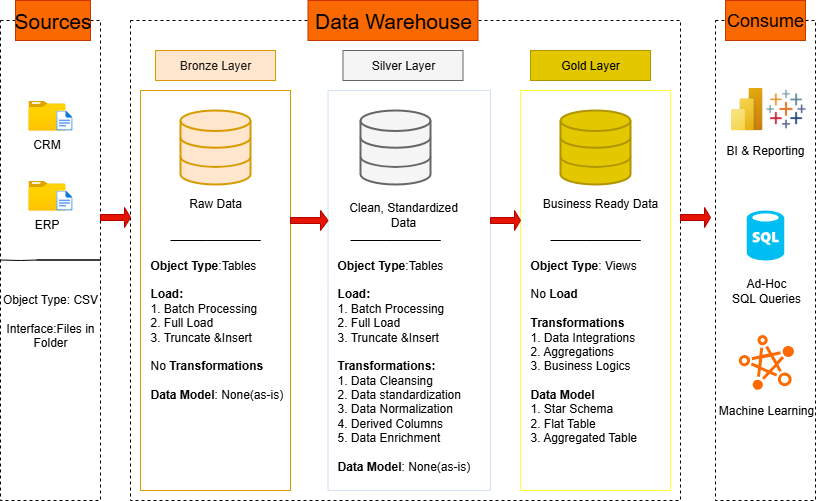 Sources
Data Warehouse
Consume
CRM
ERP
Object Type: CSV
Interface:Files in
Folder
Bronze Layer
Raw Data
Object Type:Tables
Load:
1. Batch Processing
2. Full Load
3. Truncate &Insert
No Transformations
Data Model: None(as-is)
Silver Layer
Clean, Standardized
Data
Object Type:Tables
Load:
1. Batch Processing
2. Full Load
3. Truncate &Insert
Transformations:
1. Data Cleansing
2. Data standardization
3. Data Normalization
4. Derived Columns
5. Data Enrichment
Data Model: None(as-is)
Gold Layer
Business Ready Data
Object Type: Views
No Load
Transformations
1. Data Integrations
2. Aggregations
3. Business Logics
Data Model
1. Star Schema
2. Flat Table
3. Aggregated Table
BI & Reporting
SQL
Ad-Hoc
SQL Queries
Machine Learning